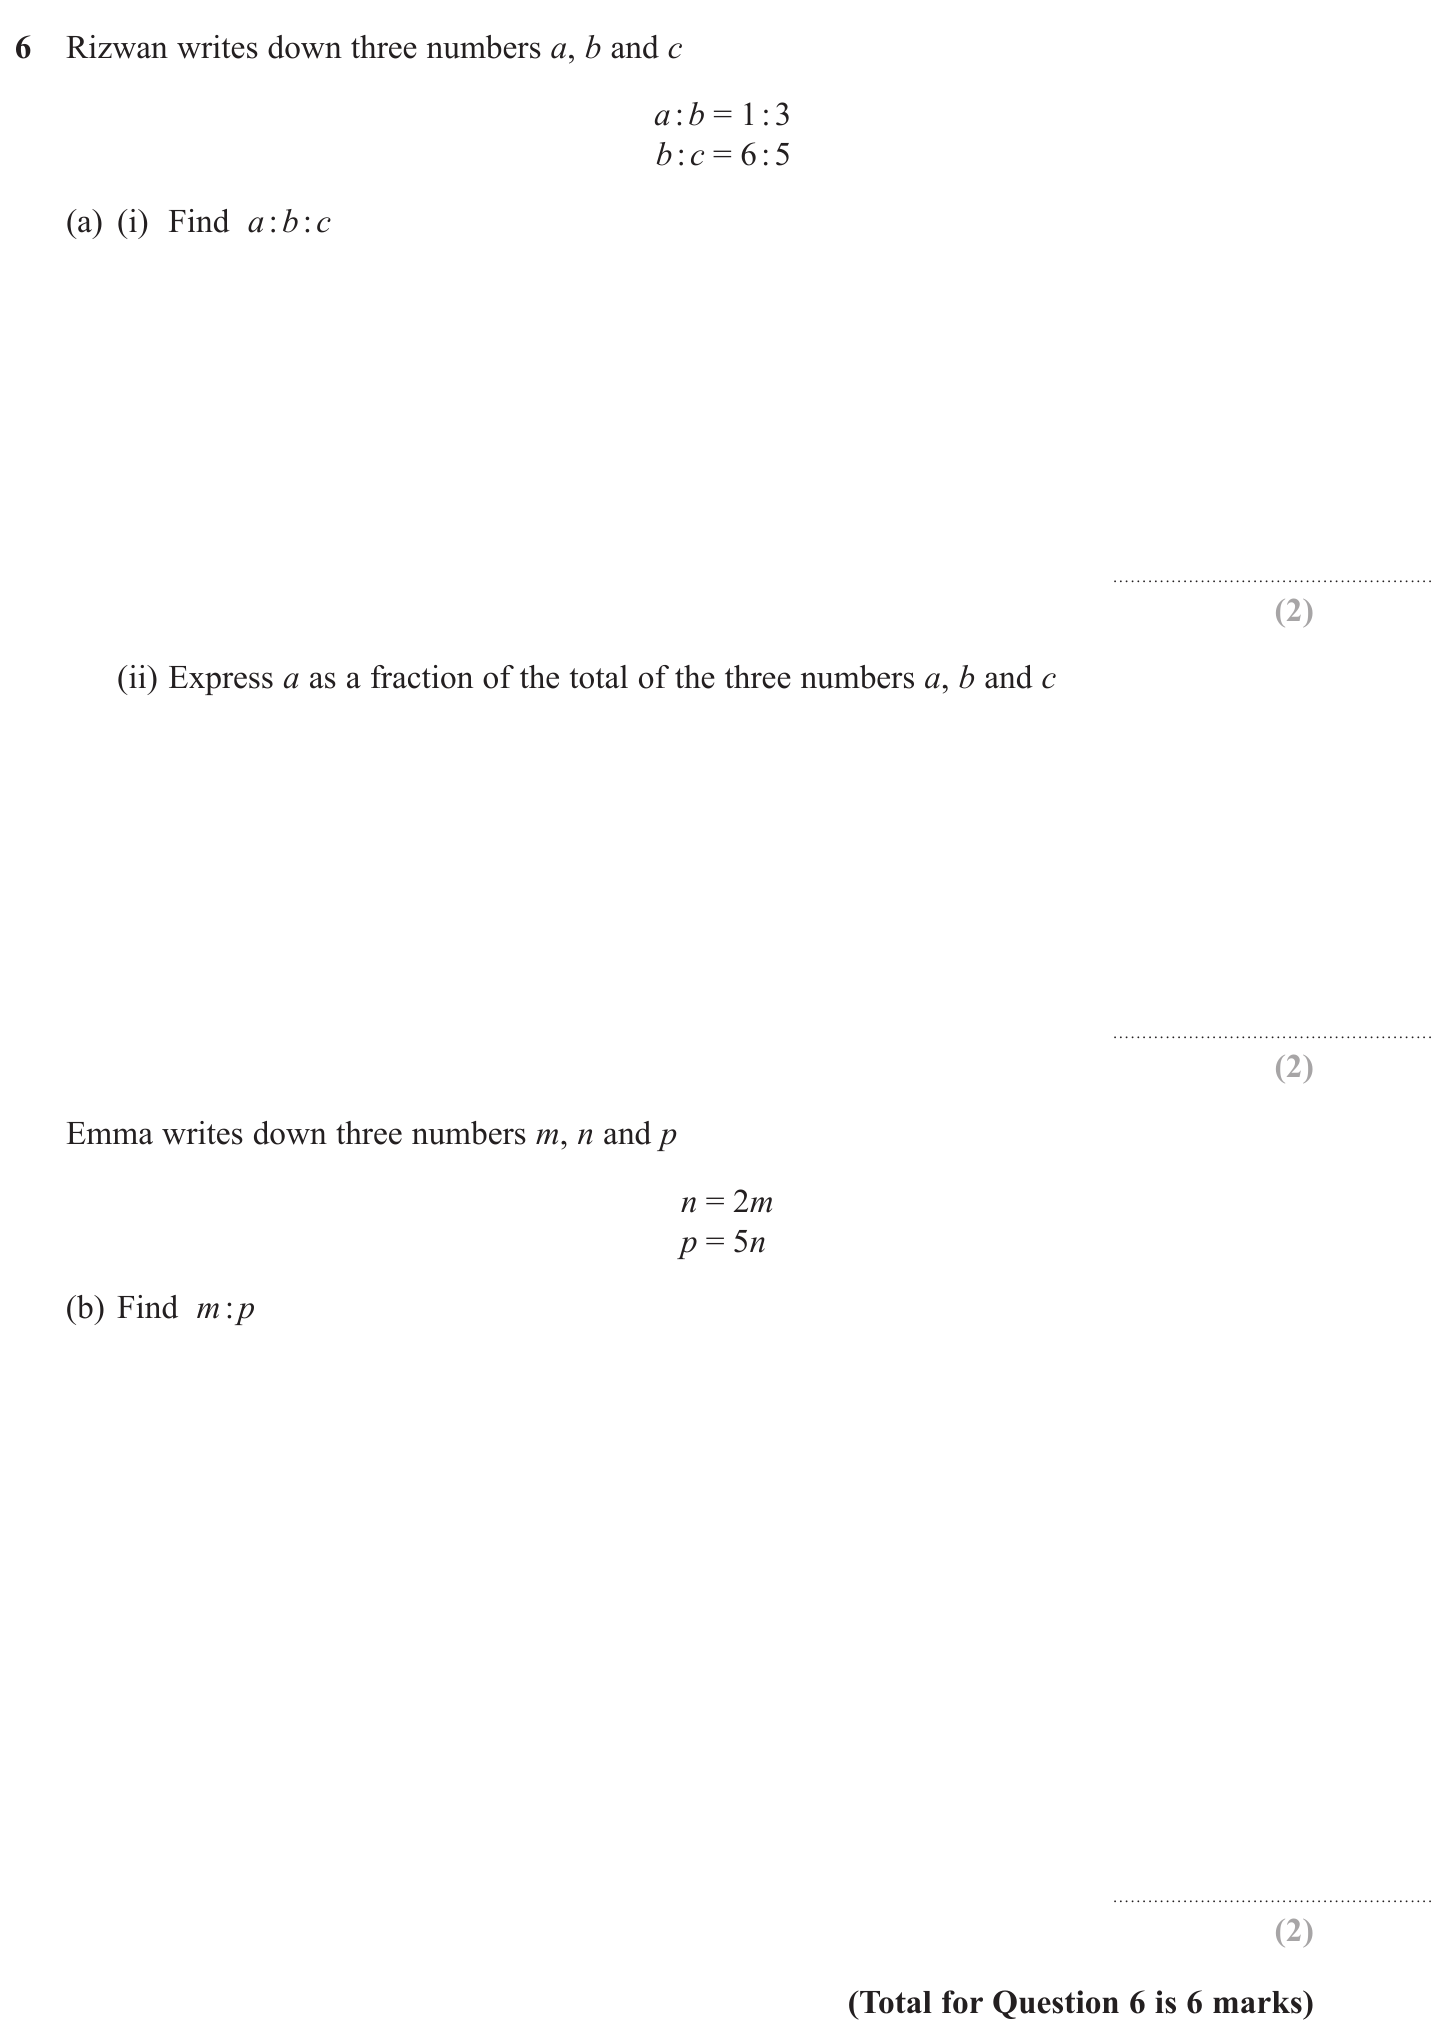 6 Rizwan writes down three numbers a, b and c
a : b = 1 : 3
b : c = 6 : 5
(a) (i) Find a : b : c
(2)
(ii) Express a as a fraction of the total of the three numbers a, b and c
(2)
Emma writes down three numbers m, n and p
n = 2m
p = 5n
(b) Find m : p
(2)
(Total for Question 6 is 6 marks)